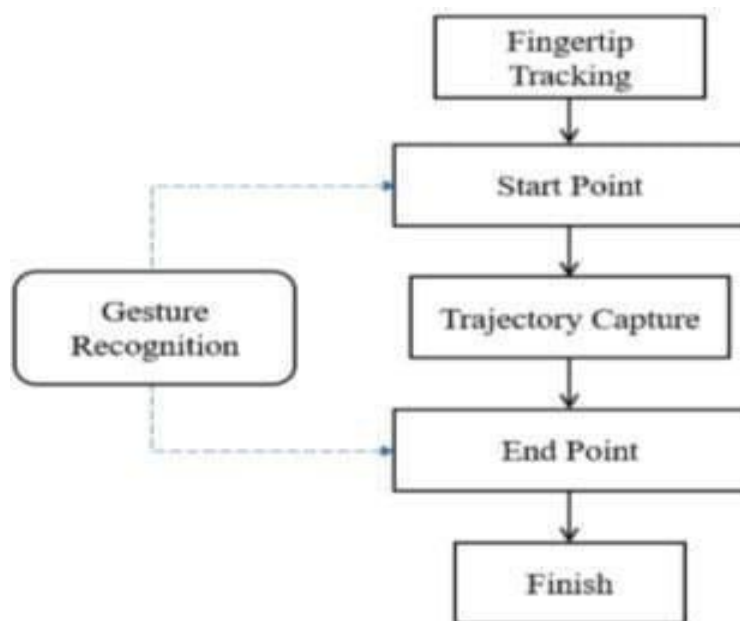 Fingertip
Tracking
Start Point
Gesture
Recognition
Trajectory Capture
End Point
Finish